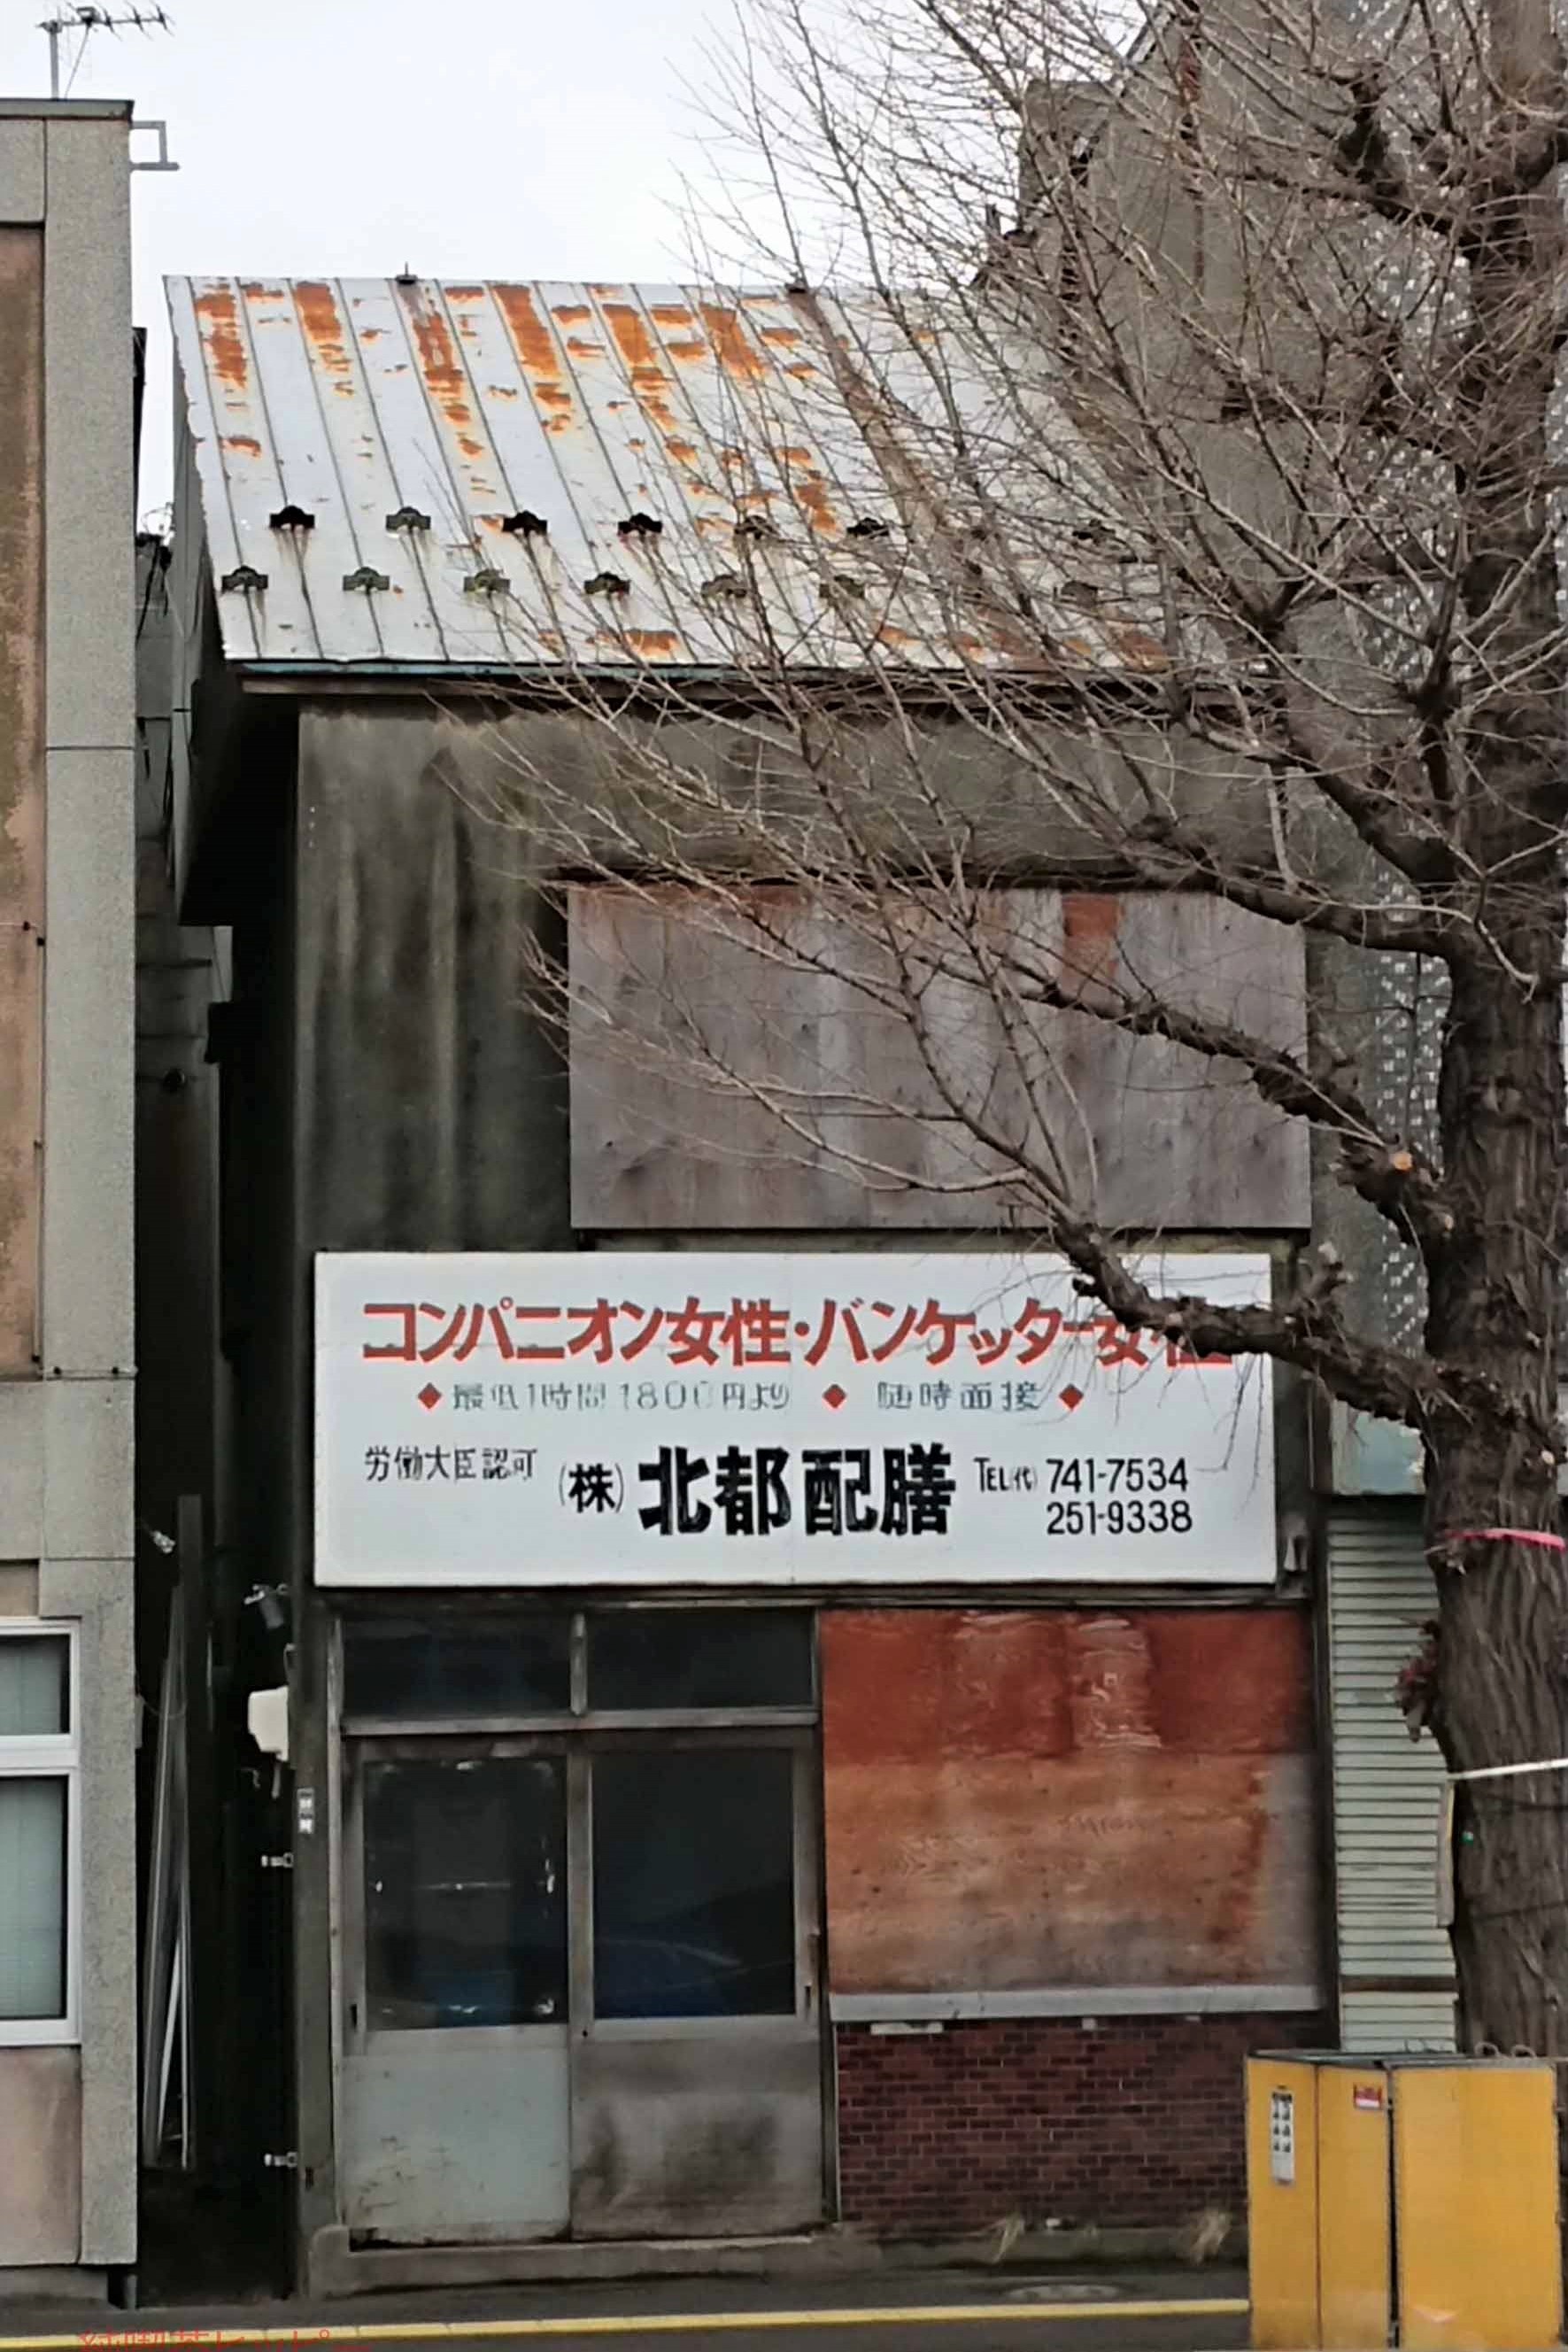 コンパニオン女性・バンケッター女性
◆最低1時間1800円より◆ 随時面接◆
労働大臣認可 (株)北都配膳 TEL(代) 741-7534
251-9338